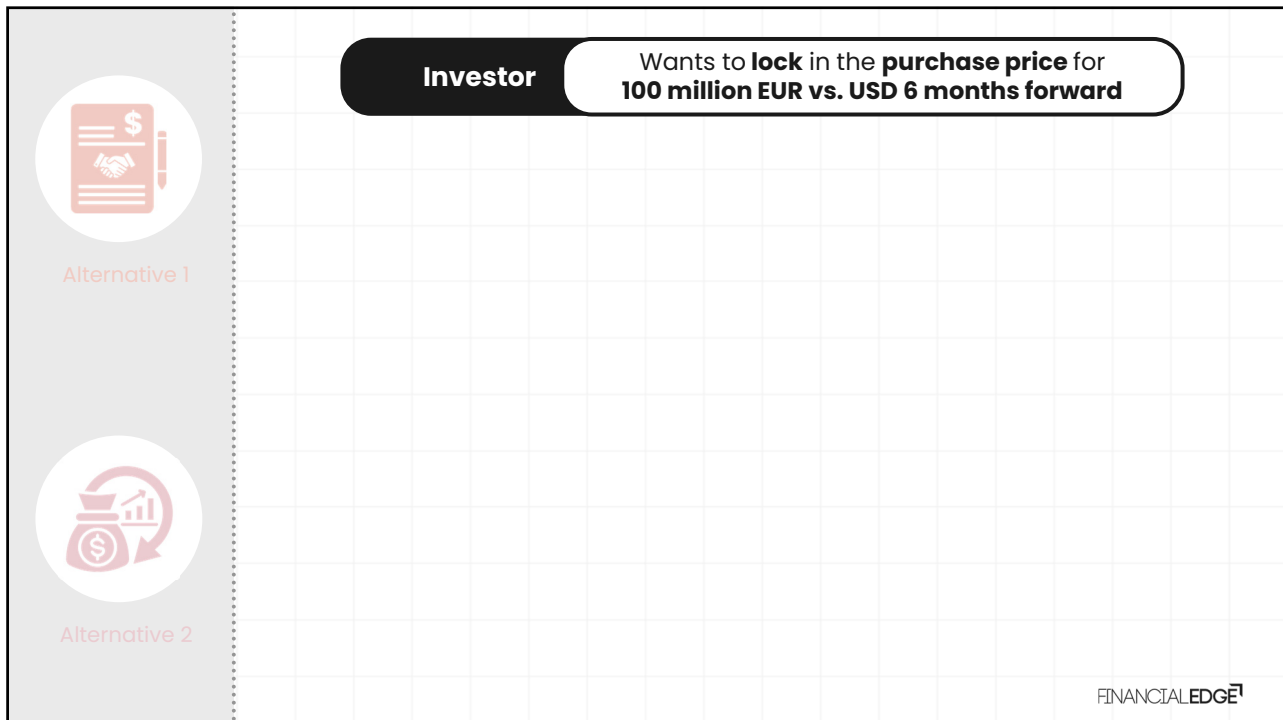 Investor
Wants to lock in the purchase price for
100 million EUR vs. USD 6 months forward
$
Alternative 1
$
Alternative 2
FINANCIALEDGE